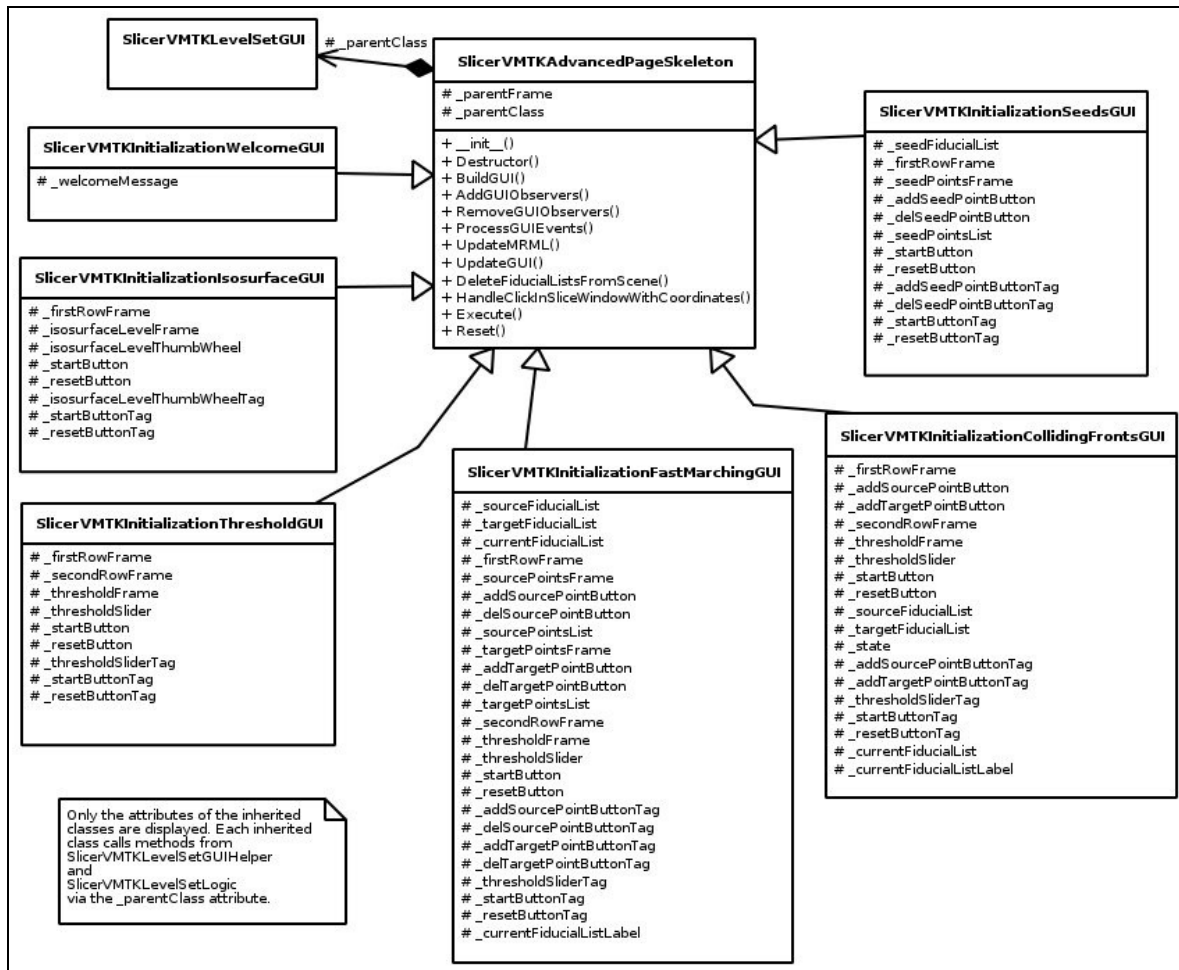 SlicerVMTKLevelSetGUI
# _parentClass
SlicerVMTKAdvancedPageSkeleton
# _parentFrame
# _parentClass
+ __init__()
+ Destructor()
+ BuildGUI()
+ AddGUIObservers()
+ RemoveGUIObservers()
+ ProcessGUIEvents()
+ UpdateMRML()
+ UpdateGUI()
+ DeleteFiducialListsFromScene()
+ HandleClickInSliceWindowWithCoordinates()
+ Execute()
+ Reset()
SlicerVMTKInitializationSeedsGUI
# _seedFiducialList
# _firstRowFrame
# _seedPointsFrame
# _addSeedPointButton
# _delSeedPointButton
# _seedPointsList
# _startButton
# _resetButton
# _addSeedPointButtonTag
# _delSeedPointButtonTag
# _startButtonTag
# _resetButtonTag
SlicerVMTKInitializationWelcomeGUI
# _welcomeMessage
SlicerVMTKInitializationIsosurfaceGUI
# _firstRowFrame
# _isosurfaceLevelFrame
# _isosurfaceLevelThumbWheel
# _startButton
# _resetButton
# _isosurfaceLevelThumbWheelTag
# _startButtonTag
# _resetButtonTag
SlicerVMTKInitializationThresholdGUI
# _firstRowFrame
# _secondRowFrame
# _thresholdFrame
# _thresholdSlider
# _startButton
# _resetButton
# _thresholdSliderTag
# _startButtonTag
# _resetButtonTag
SlicerVMTKInitializationFastMarchingGUI
# _sourceFiducialList
# _targetFiducialList
# _currentFiducialList
# _firstRowFrame
# _sourcePointsFrame
# _addSourcePointButton
# _delSourcePointButton
# _sourcePointsList
# _targetPointsFrame
# _addTargetPointButton
# _delTargetPointButton
# _targetPointsList
# _secondRowFrame
# _thresholdFrame
# _thresholdSlider
# _startButton
# _resetButton
# _addSourcePointButtonTag
# _delSourcePointButtonTag
# _addTargetPointButtonTag
# _delTargetPointButtonTag
# _thresholdSliderTag
# _startButtonTag
# _resetButtonTag
# _currentFiducialListLabel
SlicerVMTKInitializationCollidingFrontsGUI
# _firstRowFrame
# _addSourcePointButton
# _addTargetPointButton
# _secondRowFrame
# _thresholdFrame
# _thresholdSlider
# _startButton
# _resetButton
# _sourceFiducialList
# _targetFiducialList
# _state
# _addSourcePointButtonTag
# _addTargetPointButtonTag
# _thresholdSliderTag
# _startButtonTag
# _resetButtonTag
# _currentFiducialList
# _currentFiducialListLabel
Only the attributes of the inherited
classes are displayed. Each inherited
class calls methods from
SlicerVMTKLevelSetGUIHelper
and
SlicerVMTKLevelSetLogic
via the _parentClass attribute.